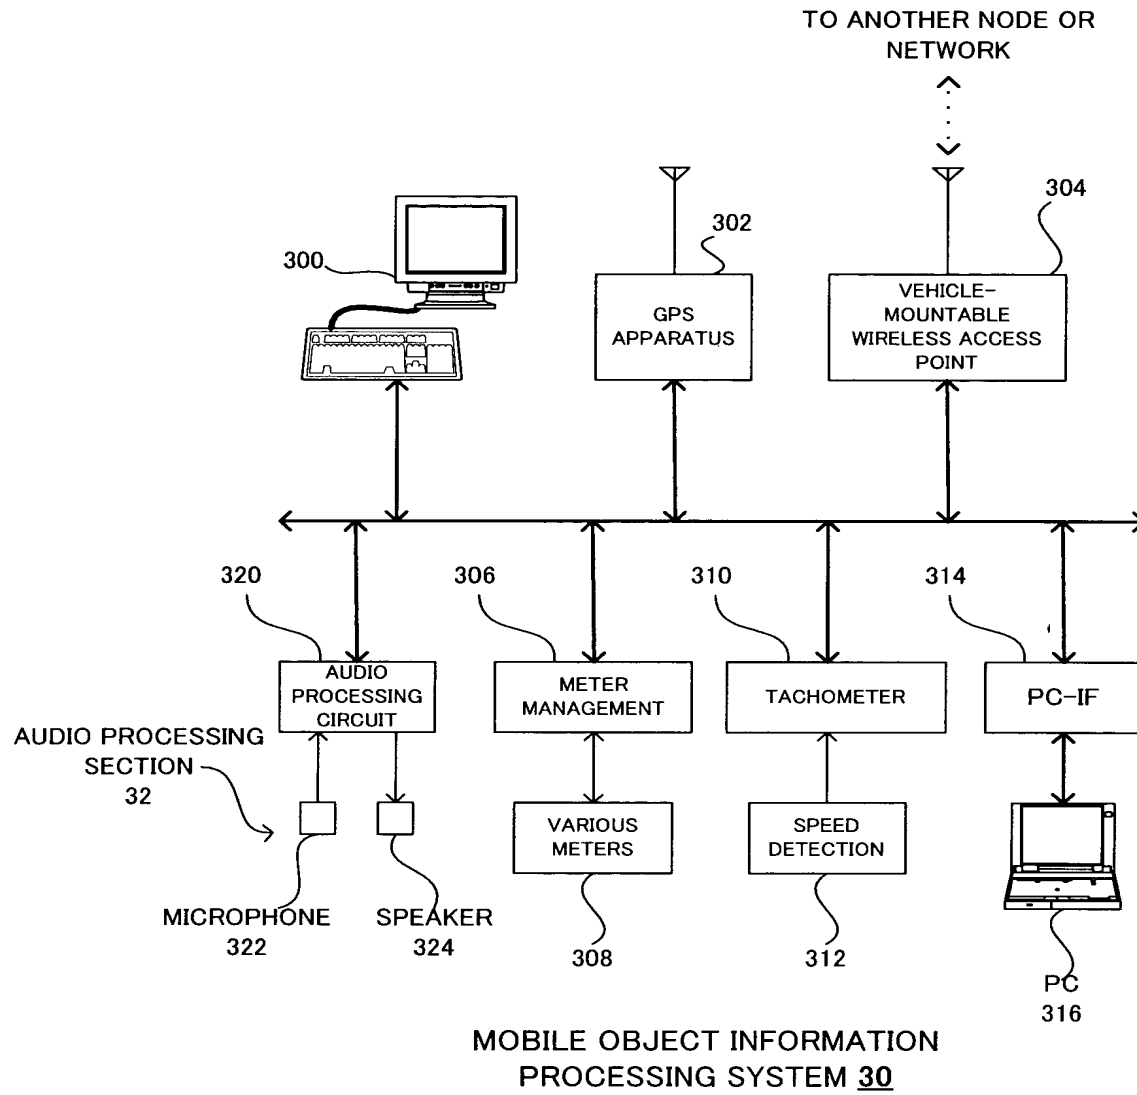 TO ANOTHER NODE OR
NETWORK
300
302
304
GPS
APPARATUS
VEHICLE-
MOUNTABLE
WIRELESS ACCESS
POINT
320
306
310
314
AUDIO
PROCESSING
CIRCUIT
METER
MANAGEMENT
TACHOMETER
PC-IF
AUDIO PROCESSING
SECTION
32
VARIOUS
METERS
SPEED
DETECTION
MICROPHONE
322
SPEAKER
324
308
312
PC
316
MOBILE OBJECT INFORMATION
PROCESSING SYSTEM 30